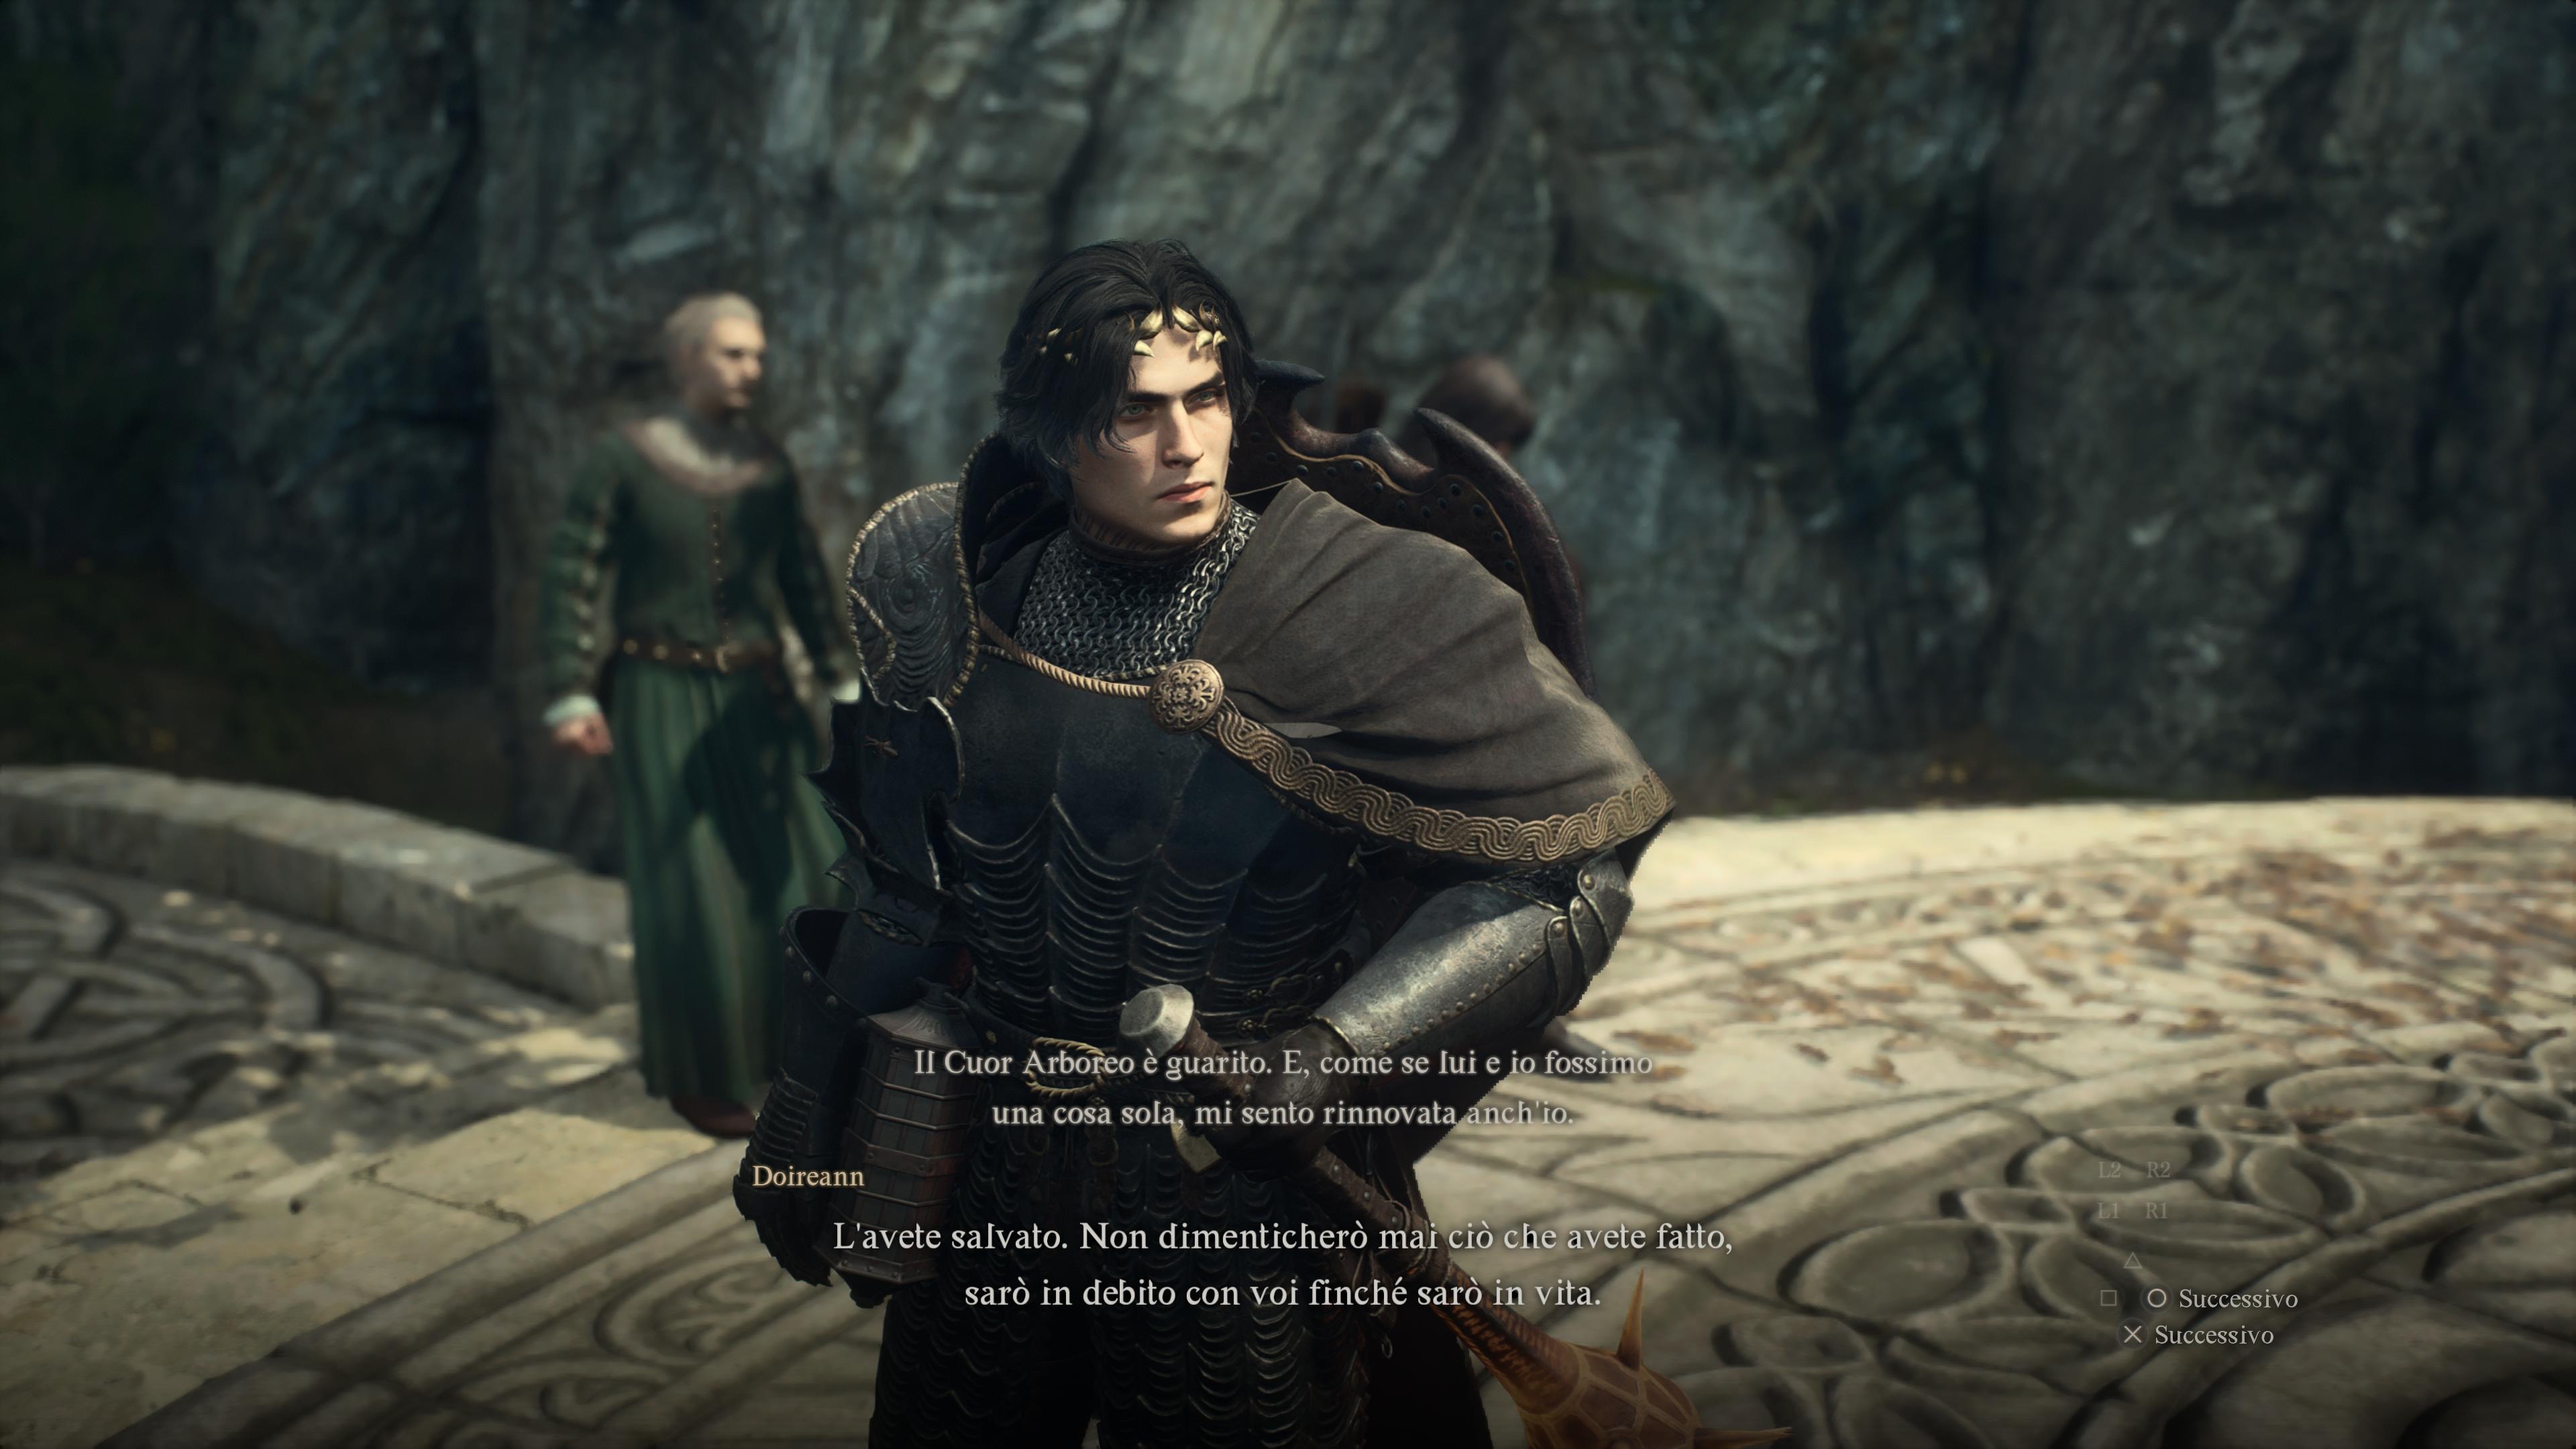 Il Cuor Arboreo è guarito. E, come se lui e io fossimo
una cosa sola, mi sento rinnovata anch'io.
Doireann
L'avete salvato. Non dimenticherò mai ciò che avete fatto,
sarò in debito con voi finché sarò in vita.
L2 R2
L1 R1
Successivo
Successivo